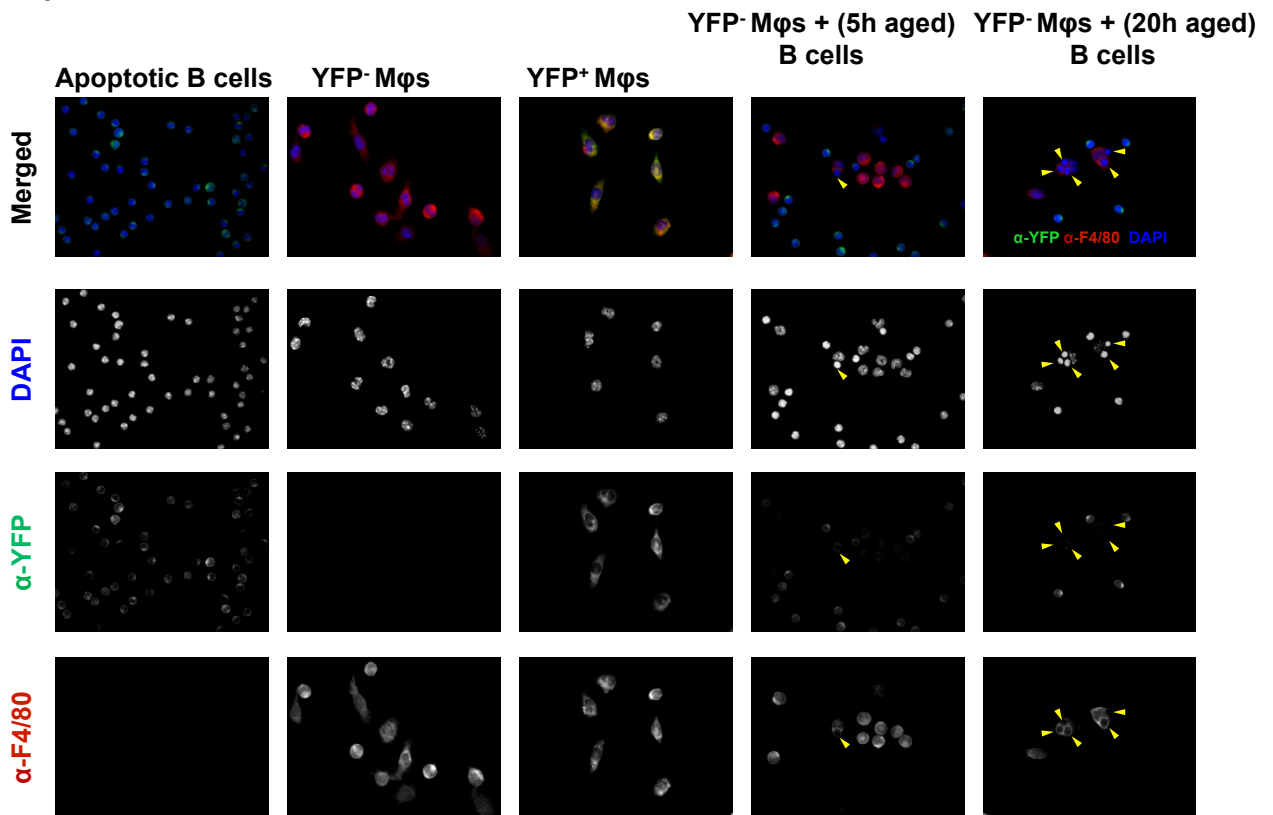 YFP⁻ Mφs + (5h aged) B cells
YFP⁻ Mφs + (20h aged) B cells
Apoptotic B cells
YFP⁻ Mφs
YFP⁺ Mφs
Merged
α-YFP α-F4/80 DAPI
DAPI
α-YFP
α-F4/80